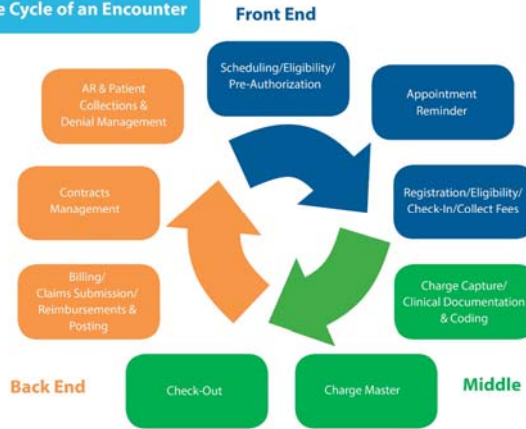 e Cycle of an Encounter
Front End
Scheduling/Eligibility/
Pre-Authorization
Appointment
Reminder
Registration/Eligibility/
Check-In/Collect Fees
Charge Capture/
Clinical Documentation
& Coding
Middle
Charge Master
Check-Out
Back End
Billing/
Claims Submission/
Reimbursements &
Posting
Contracts
Management
AR & Patient
Collections &
Denial Management